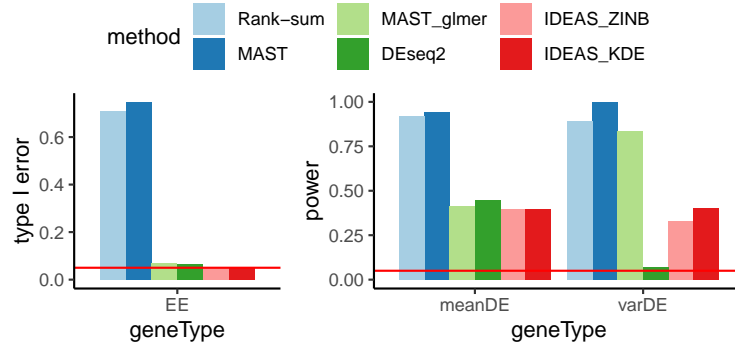 method
Rank−sum
MAST_glmer
IDEAS_ZINB
MAST
DEseq2
IDEAS_KDE
type I error
0.6
0.4
0.2
0.0
EE
geneType
power
1.00
0.75
0.50
0.25
0.00
meanDE
varDE
geneType